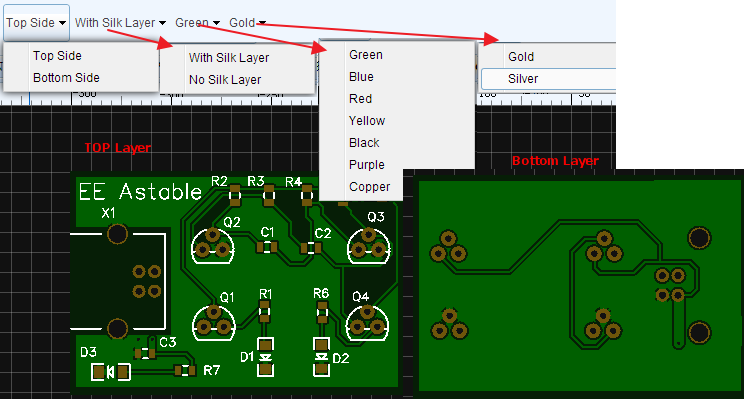 Top Side With Silk Layer Green Gold
Top Side
Bottom Side
With Silk Layer
No Silk Layer
Green
Blue
Red
Yellow
Black
Purple
Copper
Gold
Silver
TOP Layer
Bottom Layer
EE Astable
R2 R3 R4
X1
Q2 C1 C2 Q3
Q1 R1 R6 Q4
C3
D3 D1 D2
R7